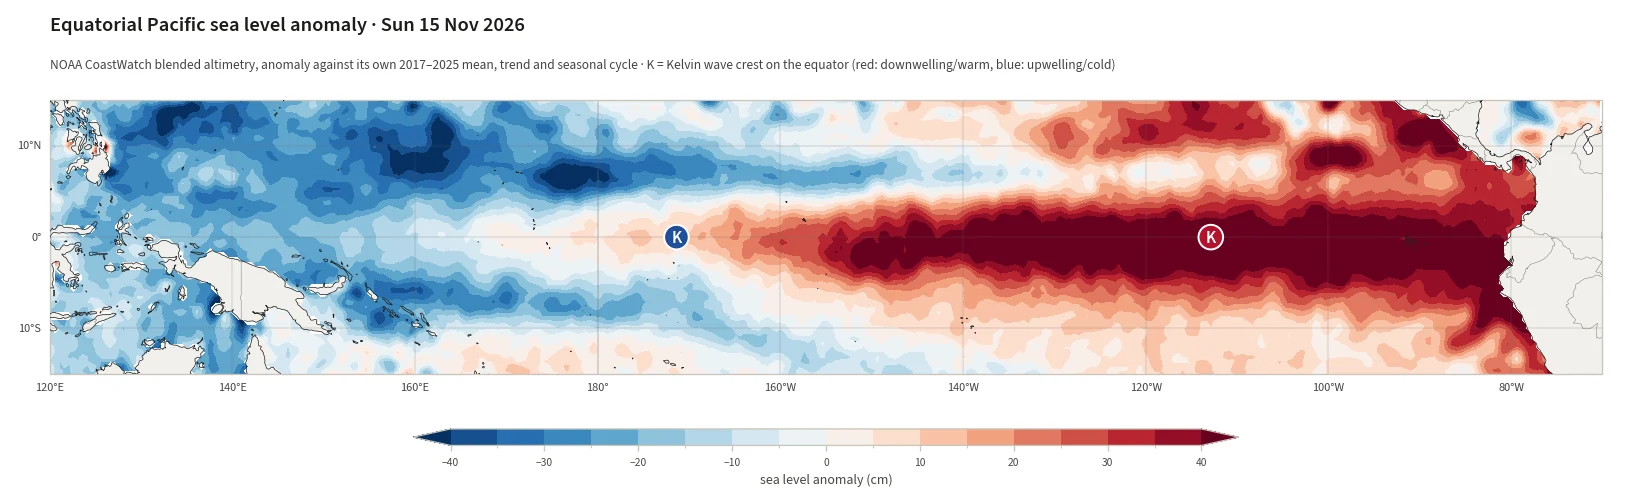 Equatorial Pacific sea level anomaly · Sun 15 Nov 2026
NOAA CoastWatch blended altimetry, anomaly against its own 2017–2025 mean, trend and seasonal cycle · K = Kelvin wave crest on the equator (red: downwelling/warm, blue: upwelling/cold)
10°N
0°
10°S
K
K
120°E 140°E 160°E 180° 160°W 140°W 120°W 100°W 80°W
−40 −30 −20 −10 0 10 20 30 40
sea level anomaly (cm)